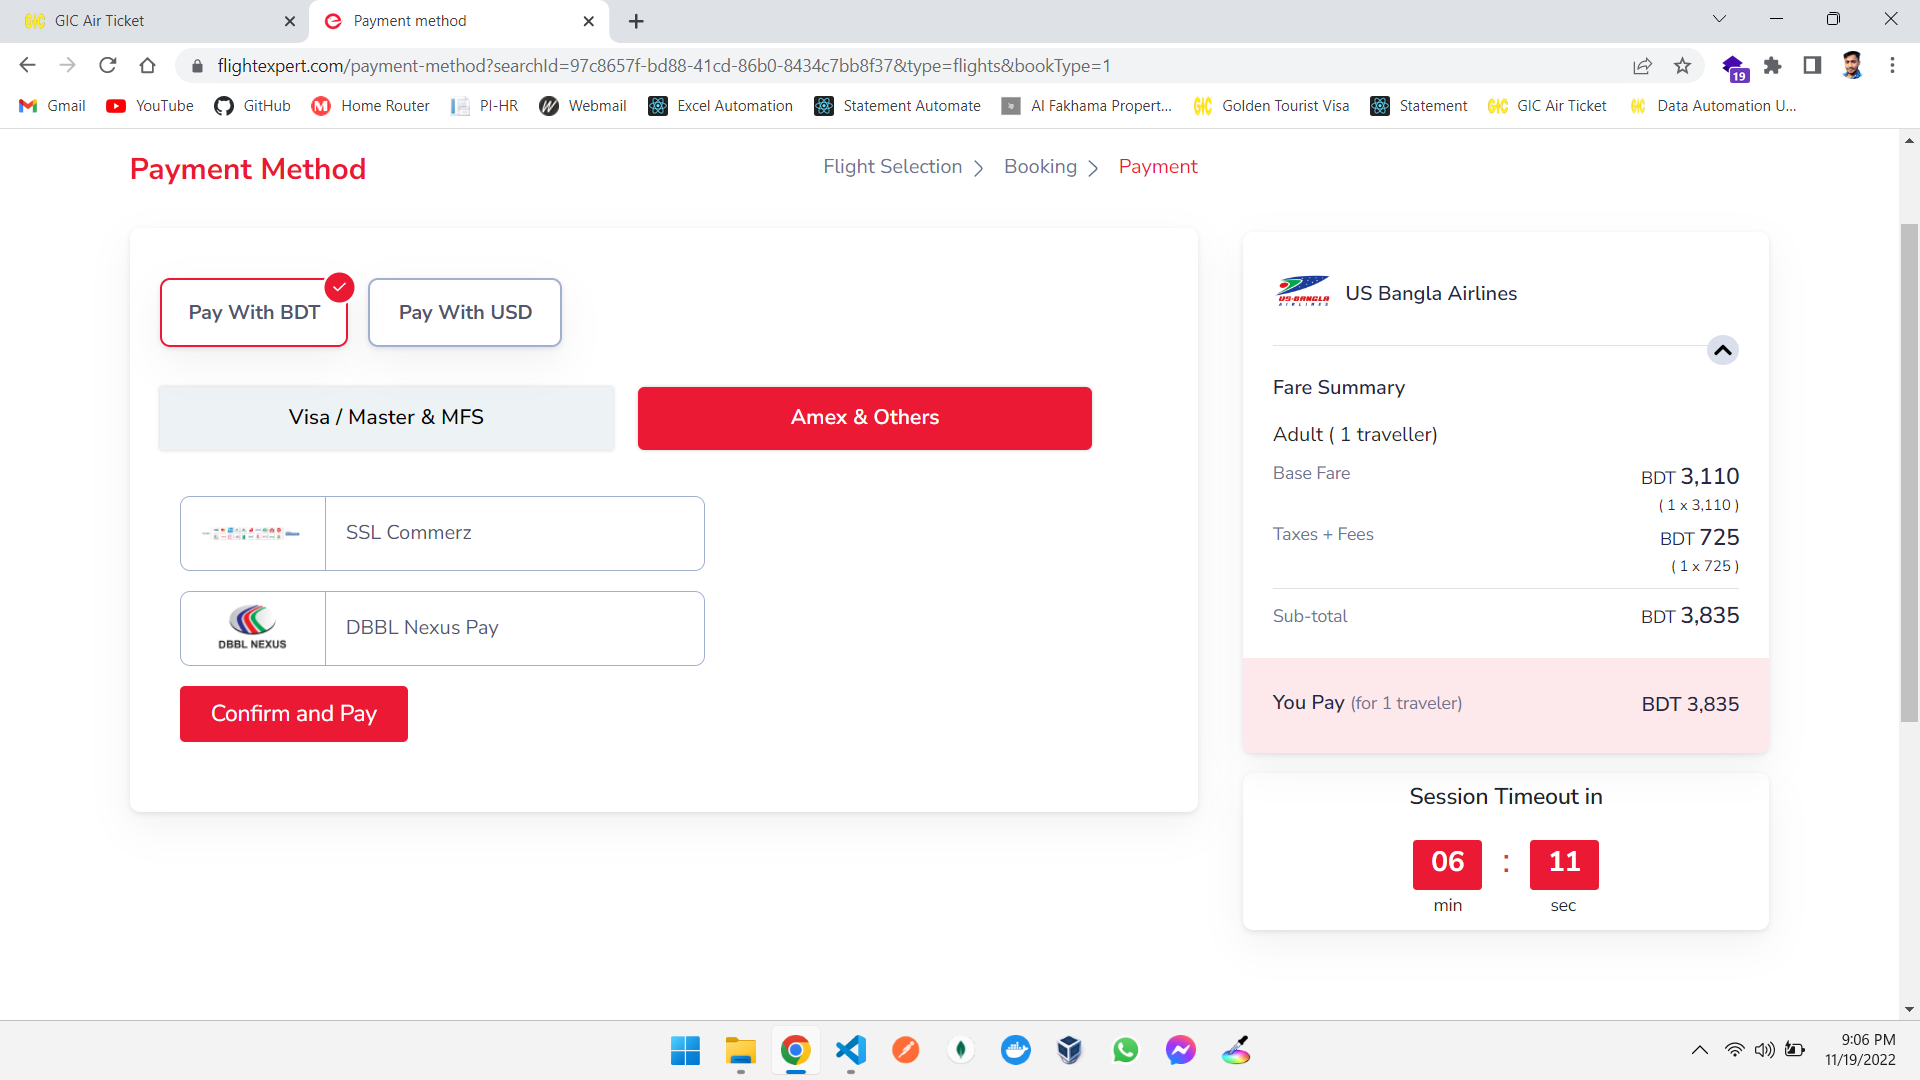 GIC Air Ticket
Payment method
flightexpert.com/payment-method?searchId=97c8657f-bd88-41cd-86b0-8434c7bb8f37&type=flights&bookType=1
19
Gmail
YouTube
GitHub
Home Router
PI-HR
Webmail
Excel Automation
Statement Automate
Al Fakhama Propert...
GIC Golden Tourist Visa
Statement
GIC GIC Air Ticket
Data Automation U...
Payment Method
Flight Selection
Booking
Payment
Pay With BDT
Pay With USD
Visa / Master & MFS
Amex & Others
SSL Commerz
DBBL NEXUS
DBBL Nexus Pay
Confirm and Pay
US-BANGLA
AIRLINES
US Bangla Airlines
Fare Summary
Adult ( 1 traveller)
Base Fare
BDT 3,110
( 1 x 3,110 )
Taxes + Fees
BDT 725
( 1 x 725 )
Sub-total
BDT 3,835
You Pay (for 1 traveler)
BDT 3,835
Session Timeout in
06 : 11
min
sec
9:06 PM
11/19/2022